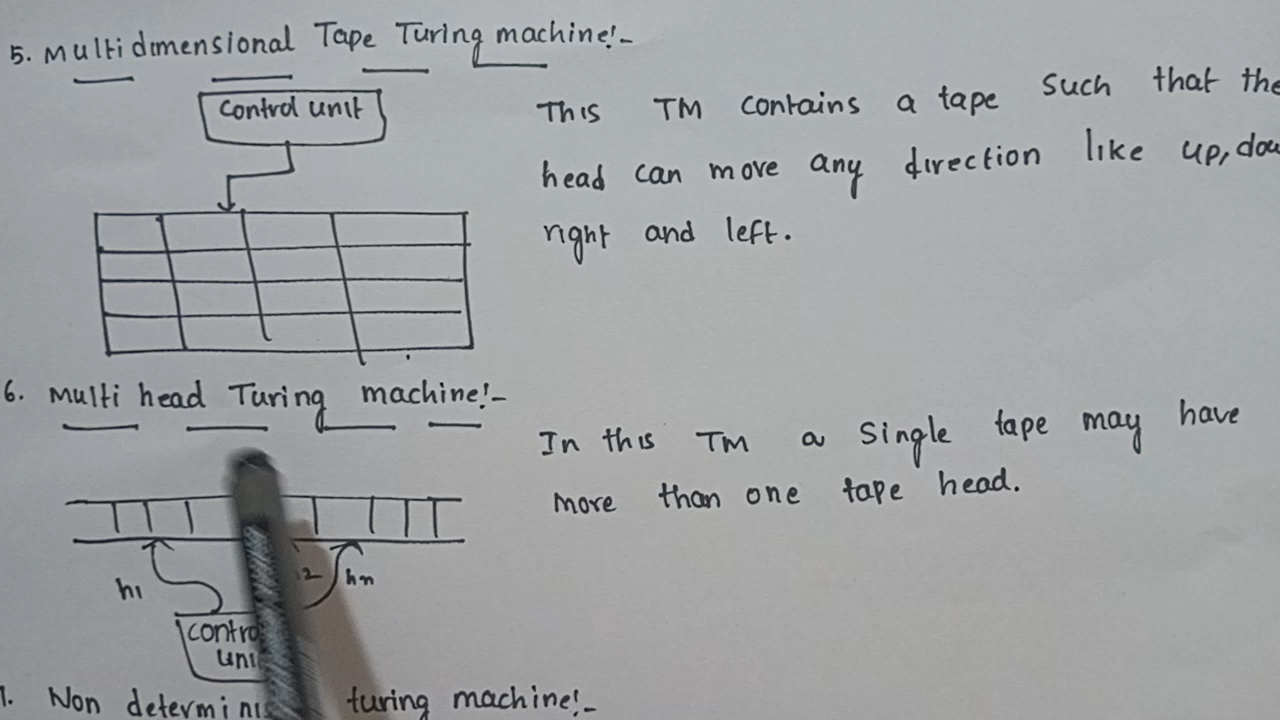 5. Multidimensional Tape Turing machine!-
Control unit
This TM contains a tape such that the
head can move any direction like up,
right and left.
6. Multi head Turing machine!-
In this TM a single tape may have
more than one tape head.
h1
hn
turing machine!-
Non